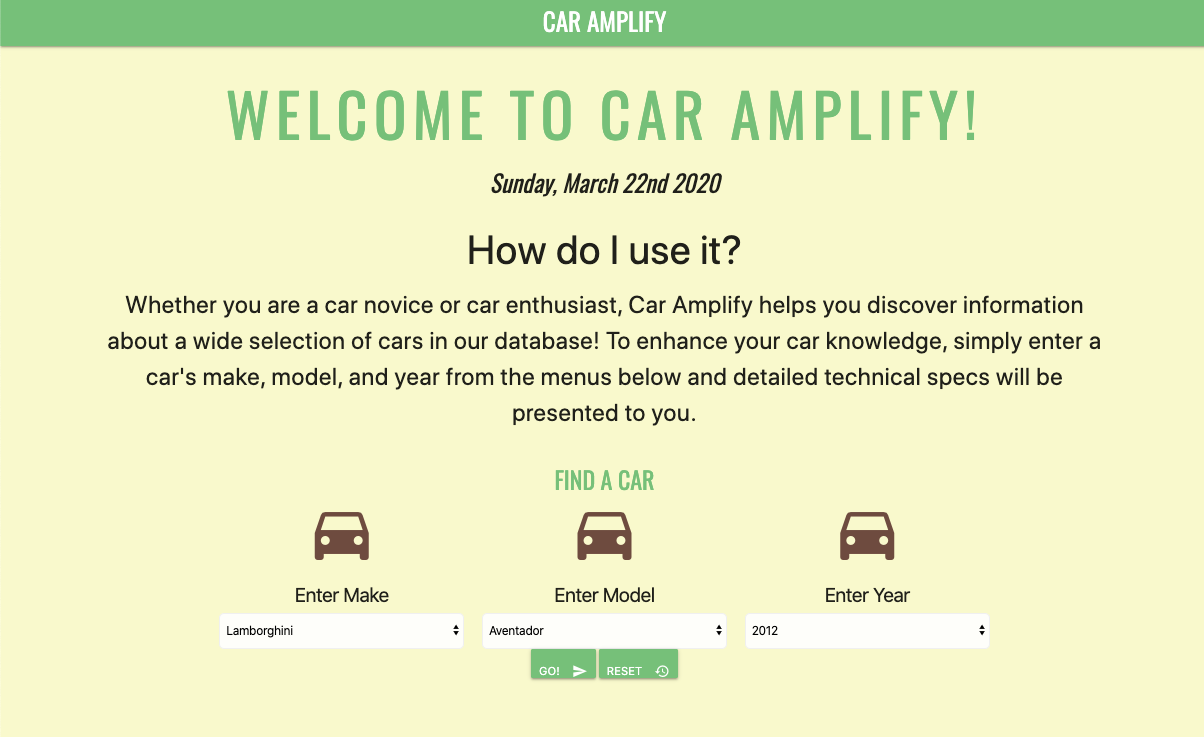 CAR AMPLIFY
WELCOME TO CAR AMPLIFY!
Sunday, March 22nd 2020
How do I use it?
Whether you are a car novice or car enthusiast, Car Amplify helps you discover information
about a wide selection of cars in our database! To enhance your car knowledge, simply enter a
car's make, model, and year from the menus below and detailed technical specs will be
presented to you.
FIND A CAR
Enter Make
Enter Model
Enter Year
Lamborghini
Aventador
2012
GO!
RESET